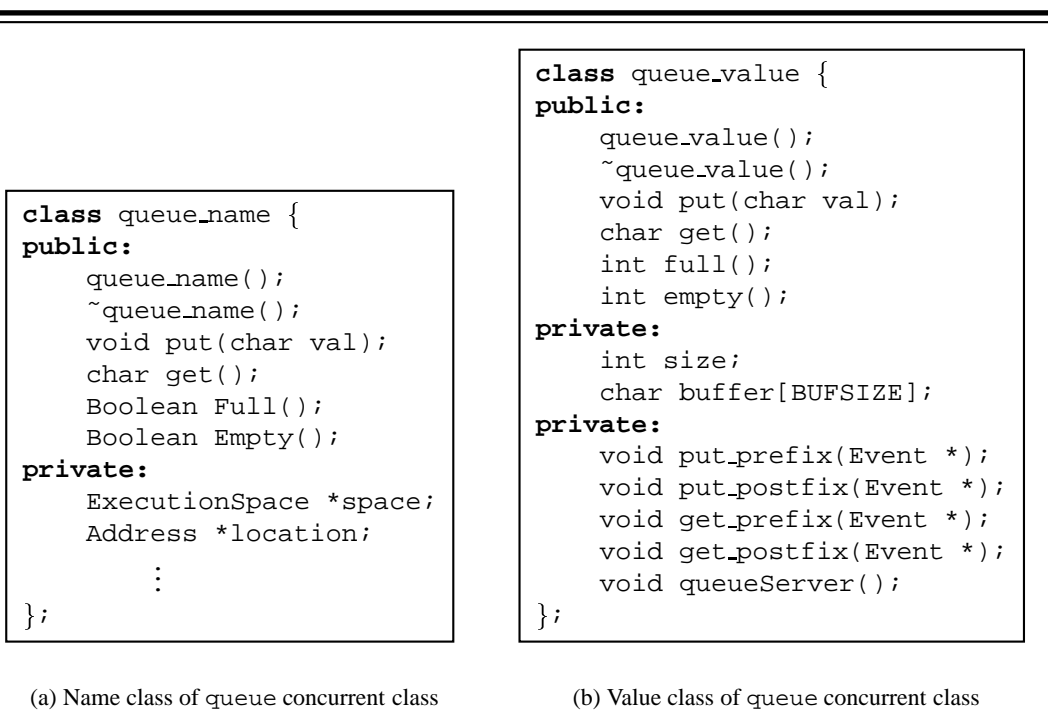 class queue_name {
public:
queue_name();
~queue_name();
void put(char val);
char get();
Boolean Full();
Boolean Empty();
private:
ExecutionSpace *space;
Address *location;
⋮
};
(a) Name class of queue concurrent class
class queue_value {
public:
queue_value();
~queue_value();
void put(char val);
char get();
int full();
int empty();
private:
int size;
char buffer[BUFSIZE];
private:
void put_prefix(Event *);
void put_postfix(Event *);
void get_prefix(Event *);
void get_postfix(Event *);
void queueServer();
};
(b) Value class of queue concurrent class